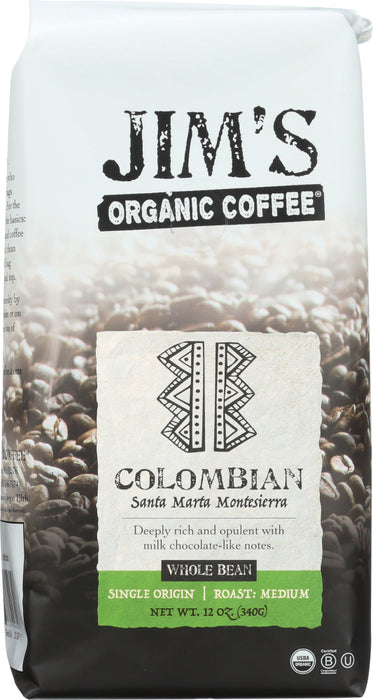 JIM'S
ORGANIC COFFEE®
COLOMBIAN
Santa Marta Montesierra
Deeply rich and opulent with
milk chocolate-like notes.
WHOLE BEAN
SINGLE ORIGIN | ROAST: MEDIUM
NET WT. 12 OZ. (340G)
USDA
ORGANIC
Certified
B
U